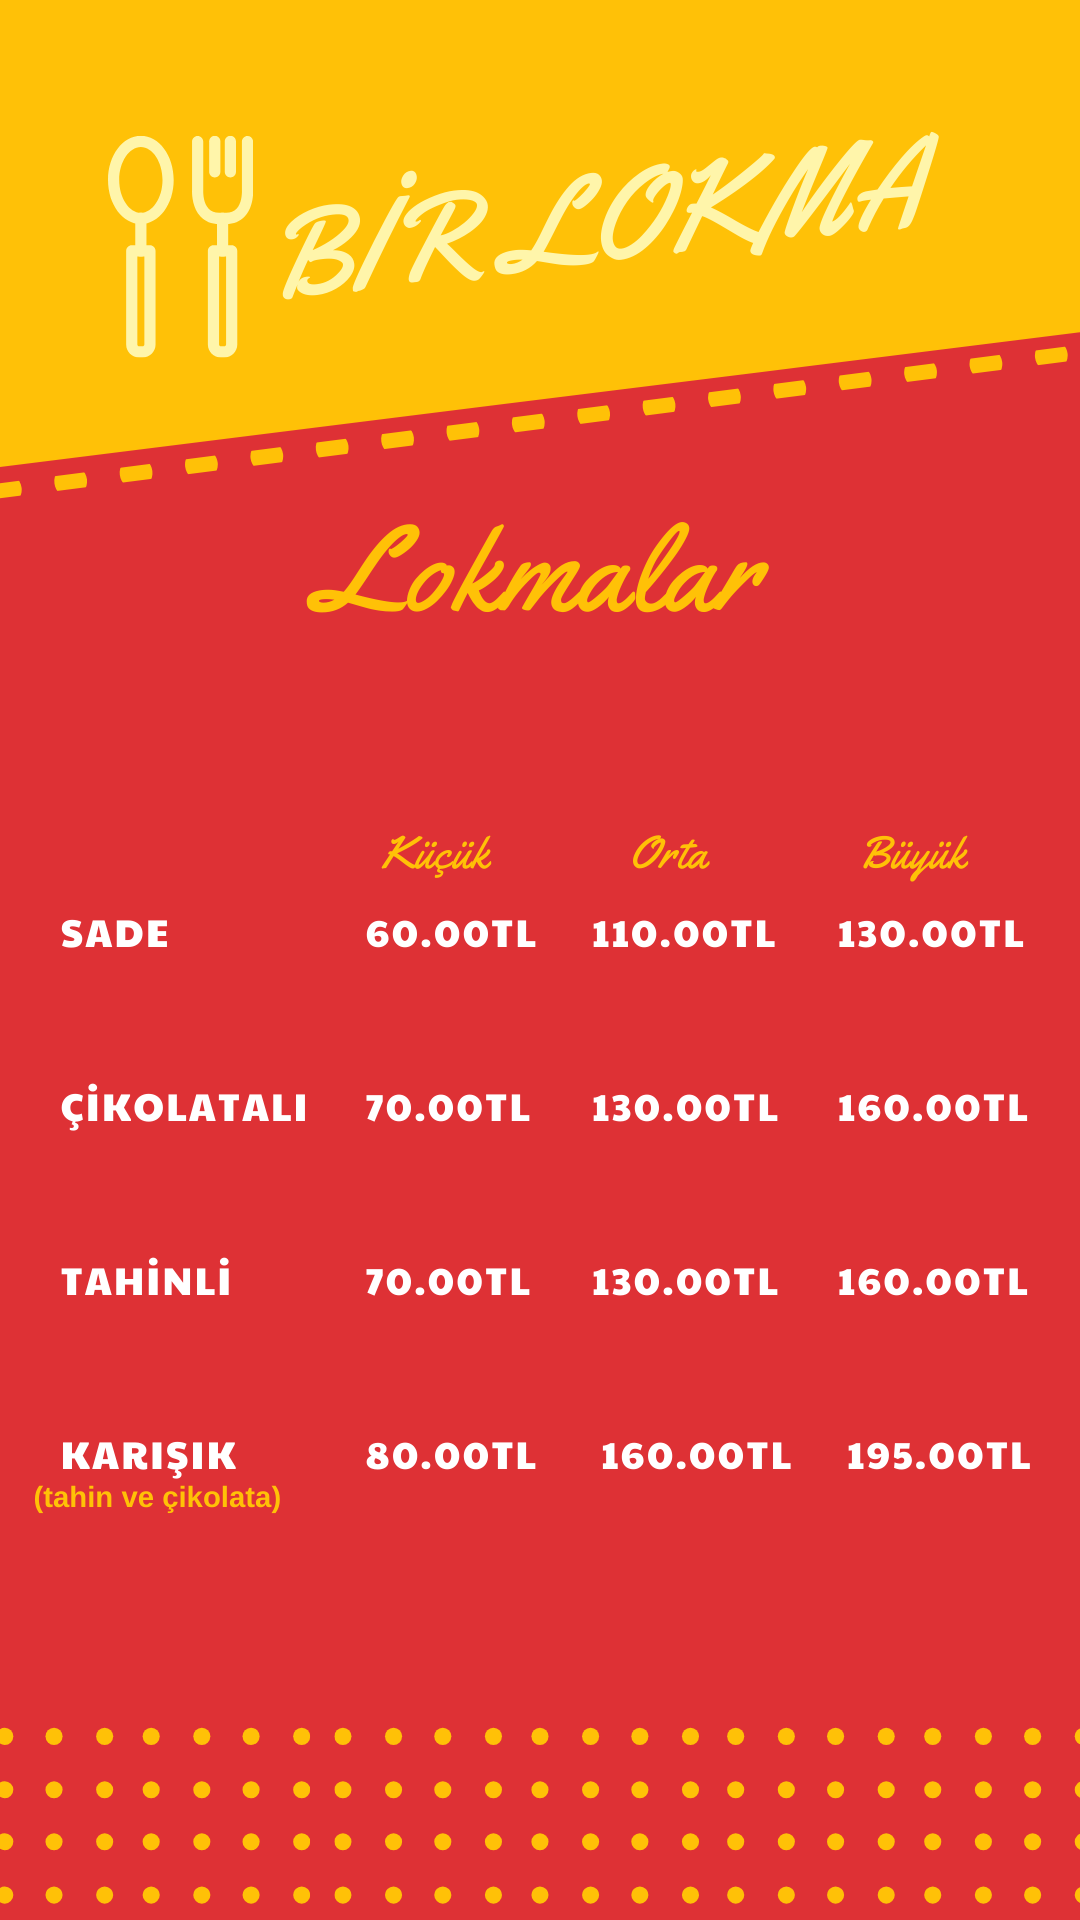 BİR LOKMA
Lokmalar
Küçük Orta Büyük
SADE 60.00TL 110.00TL 130.00TL
ÇİKOLATALI 70.00TL 130.00TL 160.00TL
TAHİNLİ 70.00TL 130.00TL 160.00TL
KARIŞIK 80.00TL 160.00TL 195.00TL
(tahin ve çikolata)